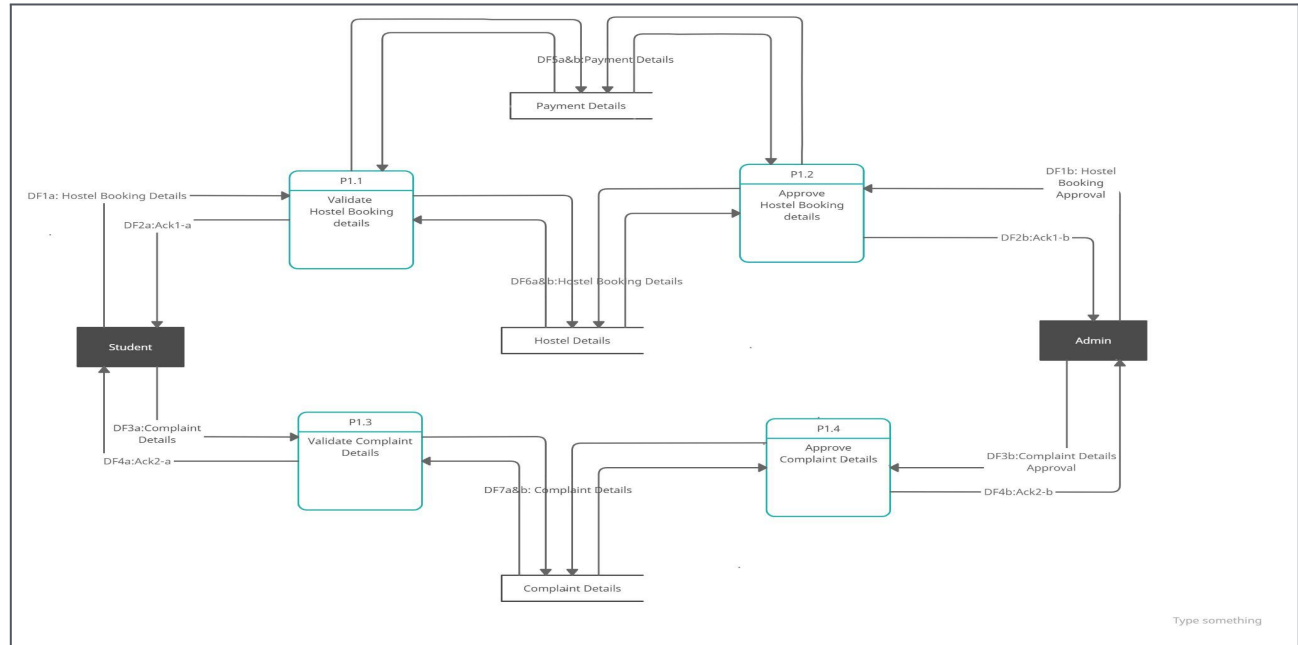 DF5a&b:Payment Details
Payment Details
P1.1
Validate
Hostel Booking
details
P1.2
Approve
Hostel Booking
details
DF1b: Hostel
Booking
Approval
DF1a: Hostel Booking Details
DF2a:Ack1-a
DF2b:Ack1-b
DF6a&b:Hostel Booking Details
Student
Hostel Details
Admin
P1.3
Validate Complaint
Details
P1.4
Approve
Complaint Details
DF3a:Complaint
Details
DF4a:Ack2-a
DF3b:Complaint Details
Approval
DF7a&b: Complaint Details
DF4b:Ack2-b
Complaint Details
Type something